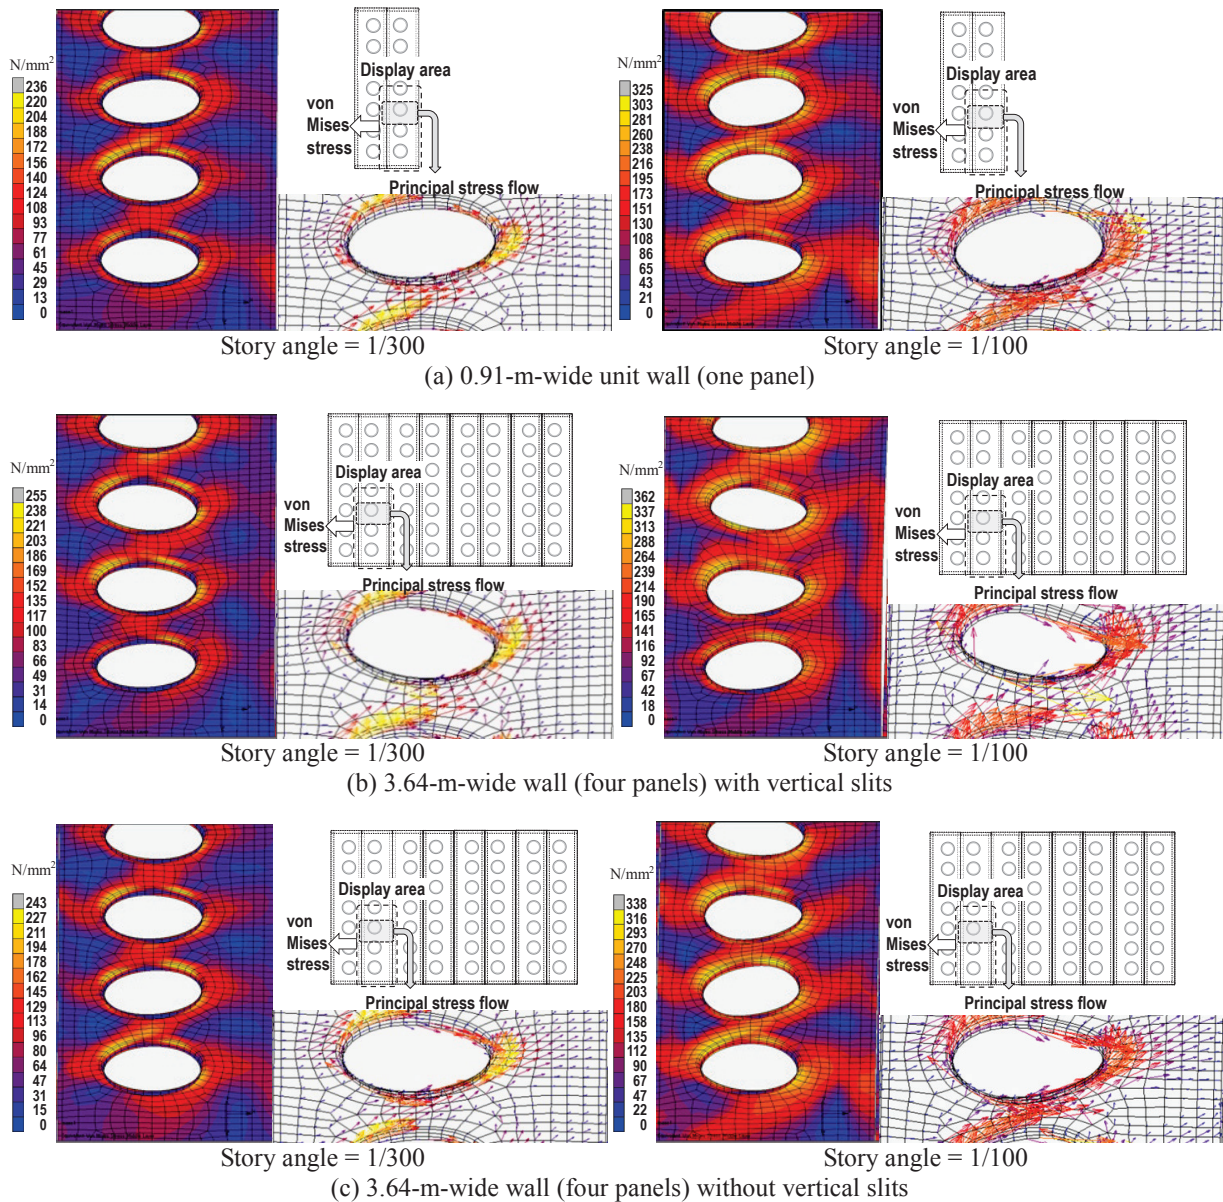 N/mm²
236
220
204
188
172
156
140
124
108
93
77
61
45
29
13
0
Display area
von
Mises
stress
Principal stress flow
Story angle = 1/300
N/mm²
325
303
281
260
238
216
195
173
151
130
108
86
65
43
21
0
Display area
von
Mises
stress
Principal stress flow
Story angle = 1/100
(a) 0.91-m-wide unit wall (one panel)
N/mm²
255
238
221
203
186
169
152
135
117
100
83
66
49
31
14
0
Display area
von
Mises
stress
Principal stress flow
Story angle = 1/300
N/mm²
362
337
313
288
264
239
214
190
165
141
116
92
67
42
18
0
Display area
von
Mises
stress
Principal stress flow
Story angle = 1/100
(b) 3.64-m-wide wall (four panels) with vertical slits
N/mm²
243
227
211
194
178
162
145
129
113
96
80
64
47
31
15
0
Display area
von
Mises
stress
Principal stress flow
Story angle = 1/300
N/mm²
338
316
293
270
248
225
203
180
158
135
112
90
67
47
22
0
Display area
von
Mises
stress
Principal stress flow
Story angle = 1/100
(c) 3.64-m-wide wall (four panels) without vertical slits